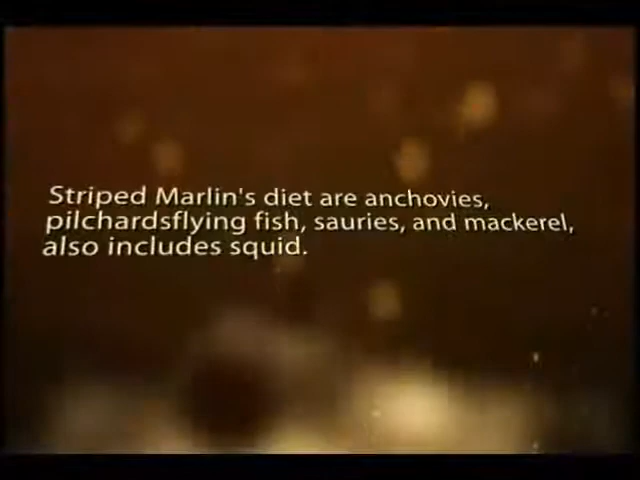 Striped Marlin's diet are anchovies,
pilchardsflying fish, sauries, and mackerel,
also includes squid.